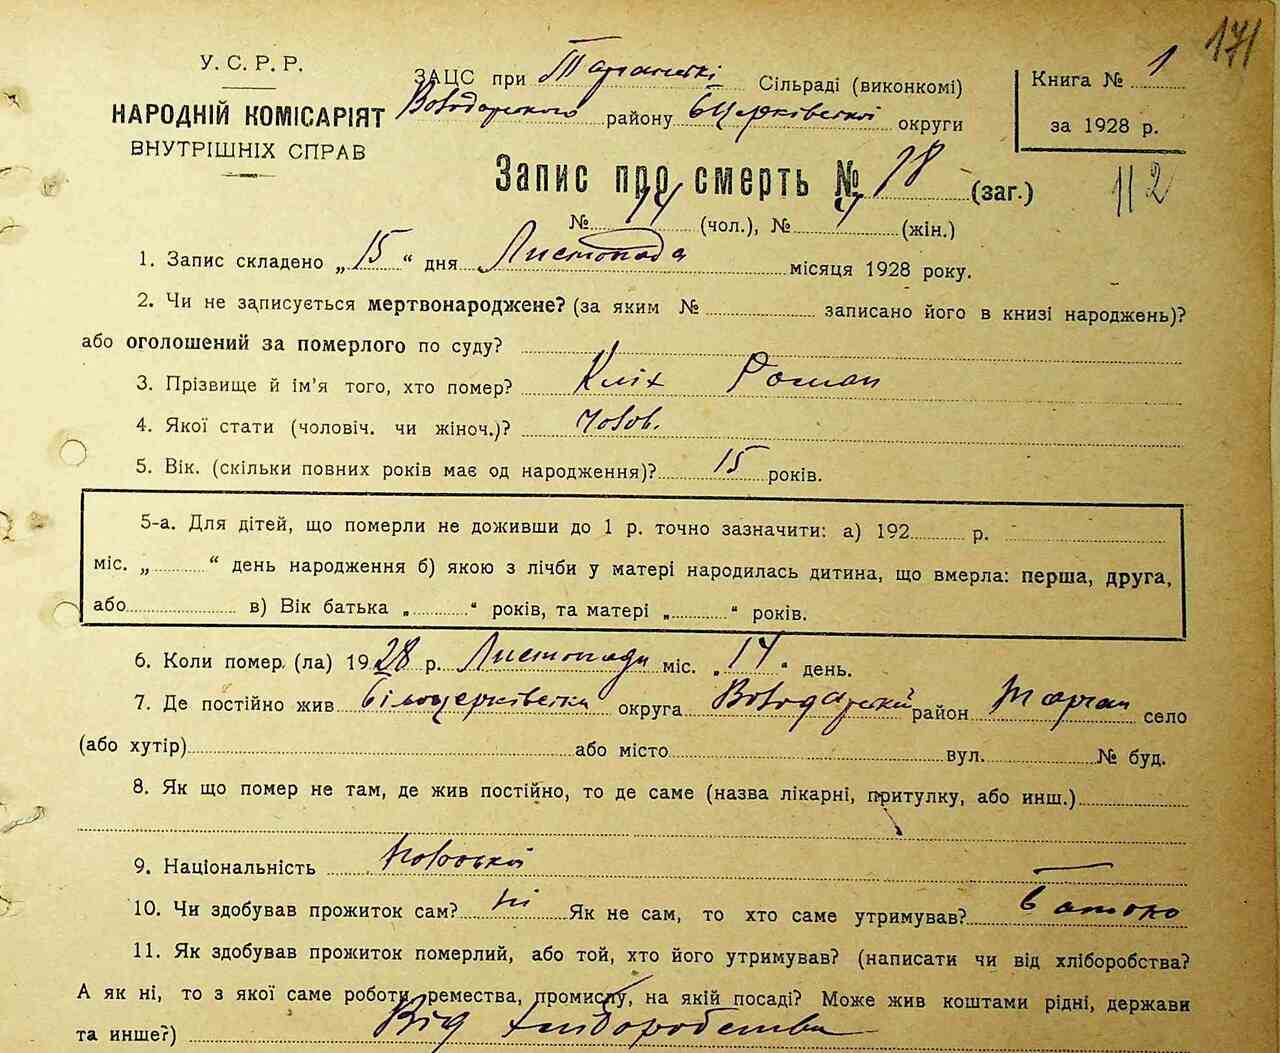 171
У. С. Р. Р.
НАРОДНІЙ КОМІСАРІЯТ
ВНУТРІШНІХ СПРАВ
ЗАЦС при Сільраді (виконкомі)
Володарського району Б Церківської округи
Книга № 1
за 1928 р.
112
Запис про смерть № 18 (заг.)
№ 14 (чол.), № 4 (жін.)
1. Запис складено „ 15 “ дня Листопада місяця 1928 року.
2. Чи не записується мертвонароджене? (за яким № записано його в книзі народжень)?
або оголошений за померлого по суду?
3. Прізвище й ім’я того, хто помер? Кліх Роман
4. Якої стати (чоловіч. чи жіноч.)? Чолов.
5. Вік. (скільки повних років має од народження)? 15 років.
5-а. Для дітей, що померли не доживши до 1 р. точно зазначити: а) 192 р.
міс. „ “ день народження б) якою з лічби у матері народилась дитина, що вмерла: перша, друга,
або в) Вік батька „ “ років, та матері „ “ років.
6. Коли помер (ла) 1928 р. Листопада міс. „ 14 “ день.
7. Де постійно жив Білоцерківська округа Володарський район Тарган село
(або хутір) або місто вул. № буд.
8. Як що помер не там, де жив постійно, то де саме (назва лікарні, притулку, або инш.)
9. Національність
10. Чи здобував прожиток сам? ні Як не сам, то хто саме утримував? Батько
11. Як здобував прожиток померлий, або той, хто його утримував? (написати чи від хліборобства?
А як ні, то з якої саме роботи, ремества, промислу, на якій посаді? Може жив коштами рідні, держави
та инше?) Від хліборобства